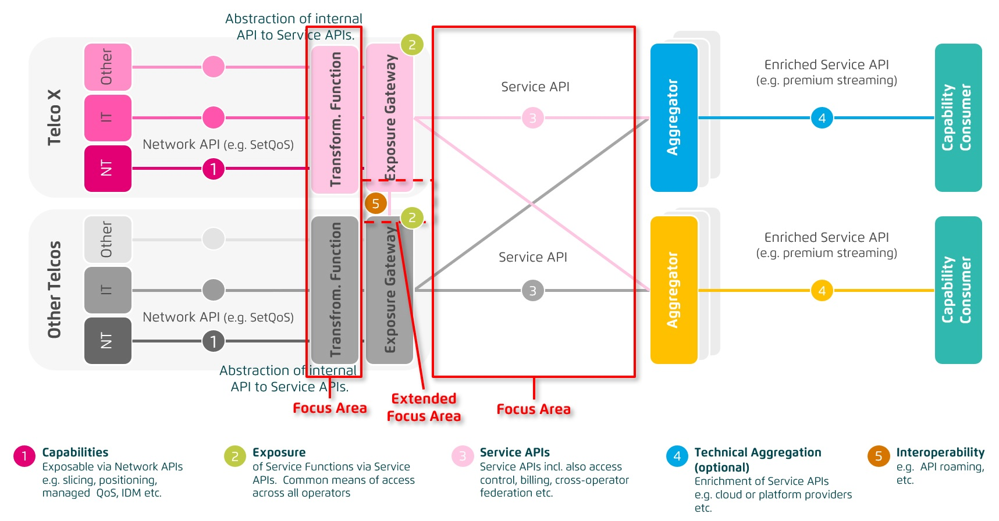 Abstraction of internal
API to Service APIs.
Telco X
Other
IT
NT
Network API (e.g. SetQoS)
1
Transform. Function
Exposure Gateway
2
Service API
3
Aggregator
Enriched Service API
(e.g. premium streaming)
4
Capability
Consumer
5
Other Telcos
Other
IT
NT
Network API (e.g. SetQoS)
1
Transfrom. Function
Exposure Gateway
2
Service API
3
Aggregator
Enriched Service API
(e.g. premium streaming)
4
Capability
Consumer
Abstraction of internal
API to Service APIs.
Focus Area
Extended
Focus Area
Focus Area
1
Capabilities
Exposable via Network APIs
e.g. slicing, positioning,
managed QoS, IDM etc.
2
Exposure
of Service Functions via Service
APIs. Common means of access
across all operators
3
Service APIs
Service APIs incl. also access
control, billing, cross-operator
federation etc.
4
Technical Aggregation
(optional)
Enrichment of Service APIs
e.g. cloud or platform providers
etc.
5
Interoperability
e.g. API roaming,
etc.